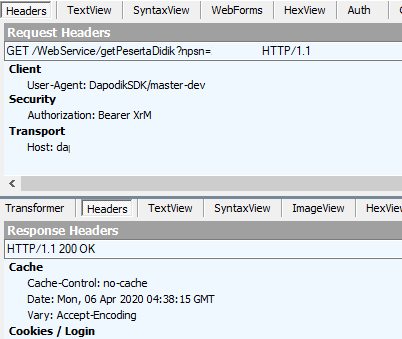 Headers TextView SyntaxView WebForms HexView Auth
Request Headers
GET /WebService/getPesertaDidik?npsn= HTTP/1.1
Client
User-Agent: DapodikSDK/master-dev
Security
Authorization: Bearer XrM
Transport
Host: dap
Transformer Headers TextView SyntaxView ImageView HexView
Response Headers
HTTP/1.1 200 OK
Cache
Cache-Control: no-cache
Date: Mon, 06 Apr 2020 04:38:15 GMT
Vary: Accept-Encoding
Cookies / Login